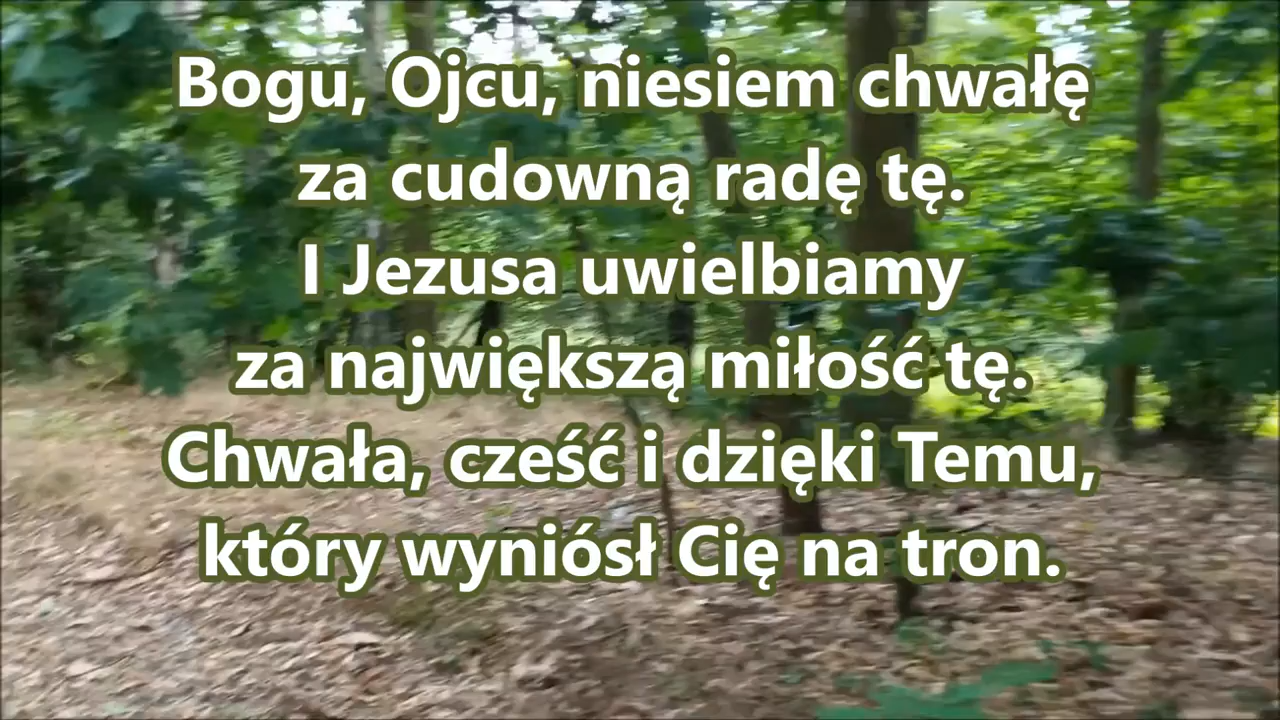 Bogu, Ojcu, niesiem chwałę
za cudowną radę tę.
I Jezusa uwielbiamy
za największą miłość tę.
Chwała, cześć i dzięki Temu,
który wyniósł Cię na tron.